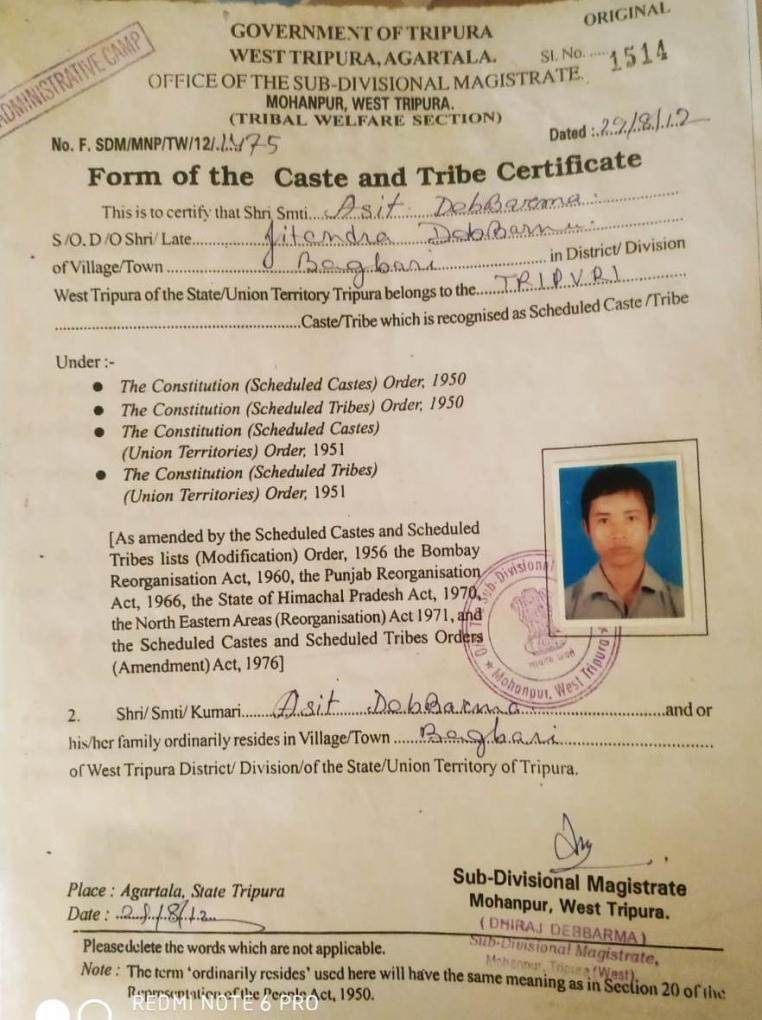 ORIGINAL
GOVERNMENT OF TRIPURA
WEST TRIPURA, AGARTALA. Sl. No. ....1514
ADMINISTRATIVE CAMP
OFFICE OF THE SUB-DIVISIONAL MAGISTRATE.
MOHANPUR, WEST TRIPURA.
(TRIBAL WELFARE SECTION)
No. F. SDM/MNP/TW/12/.1475 Dated :.22/8/12
Form of the Caste and Tribe Certificate
This is to certify that Shri Smti....Asit DebBarma.
S/O. D/O Shri/ Late..........Jitendra DebBarma.
of Village/Town ..........Bagbari..........in District/ Division
West Tripura of the State/Union Territory Tripura belongs to the.....TRIPURI
..........Caste/Tribe which is recognised as Scheduled Caste /Tribe
Under :-
● The Constitution (Scheduled Castes) Order, 1950
● The Constitution (Scheduled Tribes) Order, 1950
● The Constitution (Scheduled Castes)
(Union Territories) Order, 1951
● The Constitution (Scheduled Tribes)
(Union Territories) Order, 1951
[As amended by the Scheduled Castes and Scheduled
Tribes lists (Modification) Order, 1956 the Bombay
Reorganisation Act, 1960, the Punjab Reorganisation
Act, 1966, the State of Himachal Pradesh Act, 1970,
the North Eastern Areas (Reorganisation) Act 1971, and
the Scheduled Castes and Scheduled Tribes Orders
(Amendment) Act, 1976]
Sub-Divisional
Mohanpur, West Tripura
2. Shri/ Smti/ Kumari.......Asit DebBarma..........and or
his/her family ordinarily resides in Village/Town .....Bagbari..........
of West Tripura District/ Division/of the State/Union Territory of Tripura.
Sub-Divisional Magistrate
Mohanpur, West Tripura.
(DHIRAJ DEBBARMA)
Sub-Divisional Magistrate,
Mohanpur, Tripura (West).
Place : Agartala, State Tripura
Date : /8/12
Please delete the words which are not applicable.
Note : The term 'ordinarily resides' used here will have the same meaning as in Section 20 of the
Representation of the People Act, 1950.
REDMI NOTE 6 PRO